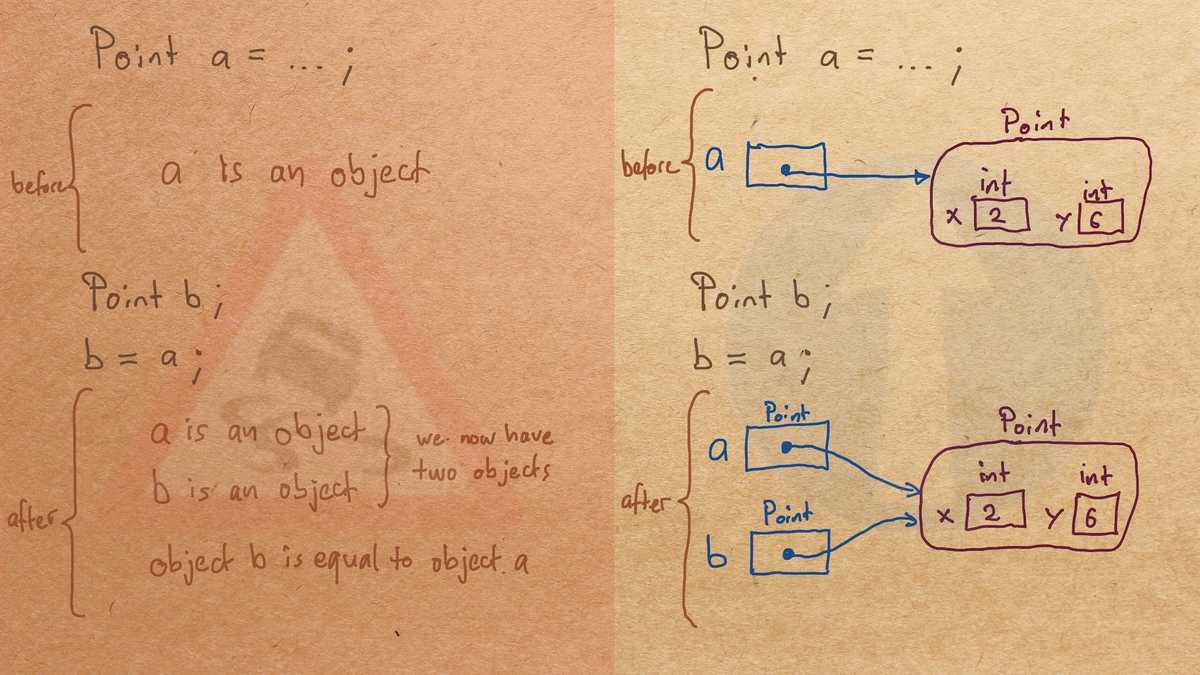 Point a = ... ;
before
a is an object
Point b ;
b = a ;
after
a is an object
b is an object
we now have
two objects
object b is equal to object a
Point a = ... ;
before
a
Point
int
int
x 2
y 6
Point b ;
b = a ;
after
Point
a
Point
b
Point
int
int
x 2
y 6